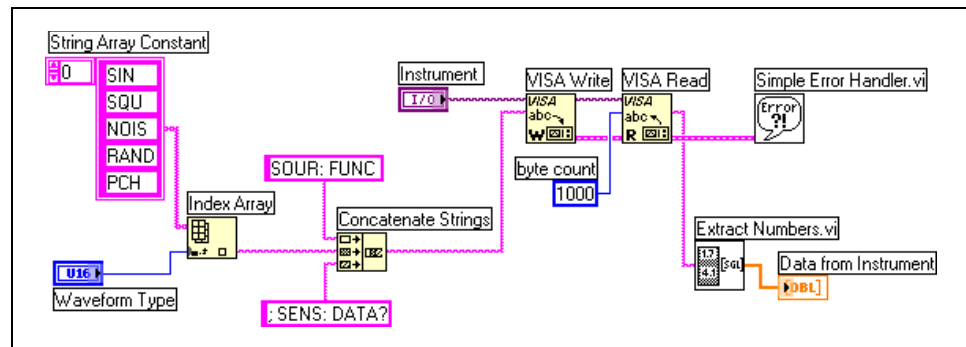 String Array Constant
0
SIN
SQU
NOIS
RAND
PCH
Instrument
I/O
VISA Write
VISA
abc
W
VISA Read
VISA
abc
R
Simple Error Handler.vi
Error
?!
SOUR: FUNC
byte count
1000
Index Array
Concatenate Strings
Extract Numbers.vi
1.7
4.1
[SGL]
Data from Instrument
DBL]
U16
Waveform Type
; SENS: DATA?